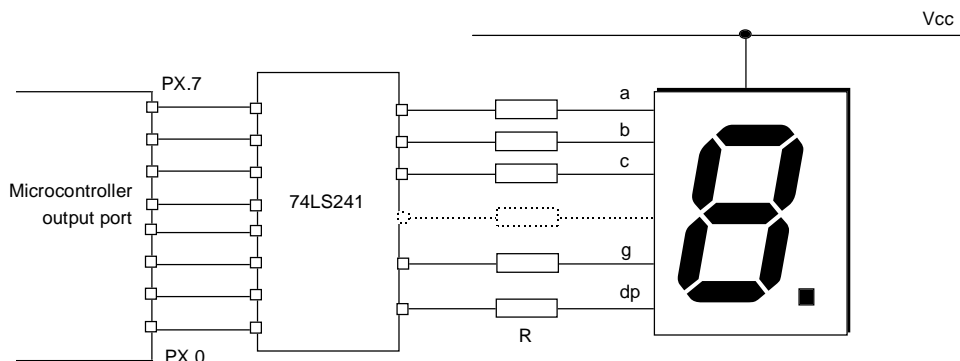 Vcc
PX.7
a
b
c
Microcontroller
output port
74LS241
g
dp
R
PX.0